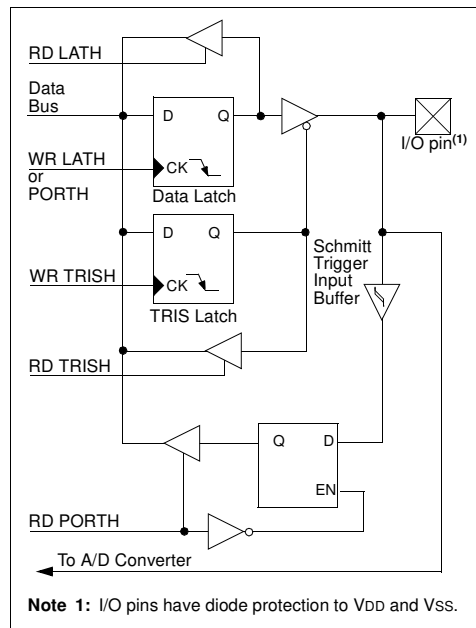 RD LATH
Data
Bus
D Q
I/O pin(1)
WR LATH
or
PORTH
CK
Data Latch
D Q
Schmitt
Trigger
Input
Buffer
WR TRISH
CK
TRIS Latch
RD TRISH
Q D
EN
RD PORTH
To A/D Converter
Note 1: I/O pins have diode protection to VDD and VSS.